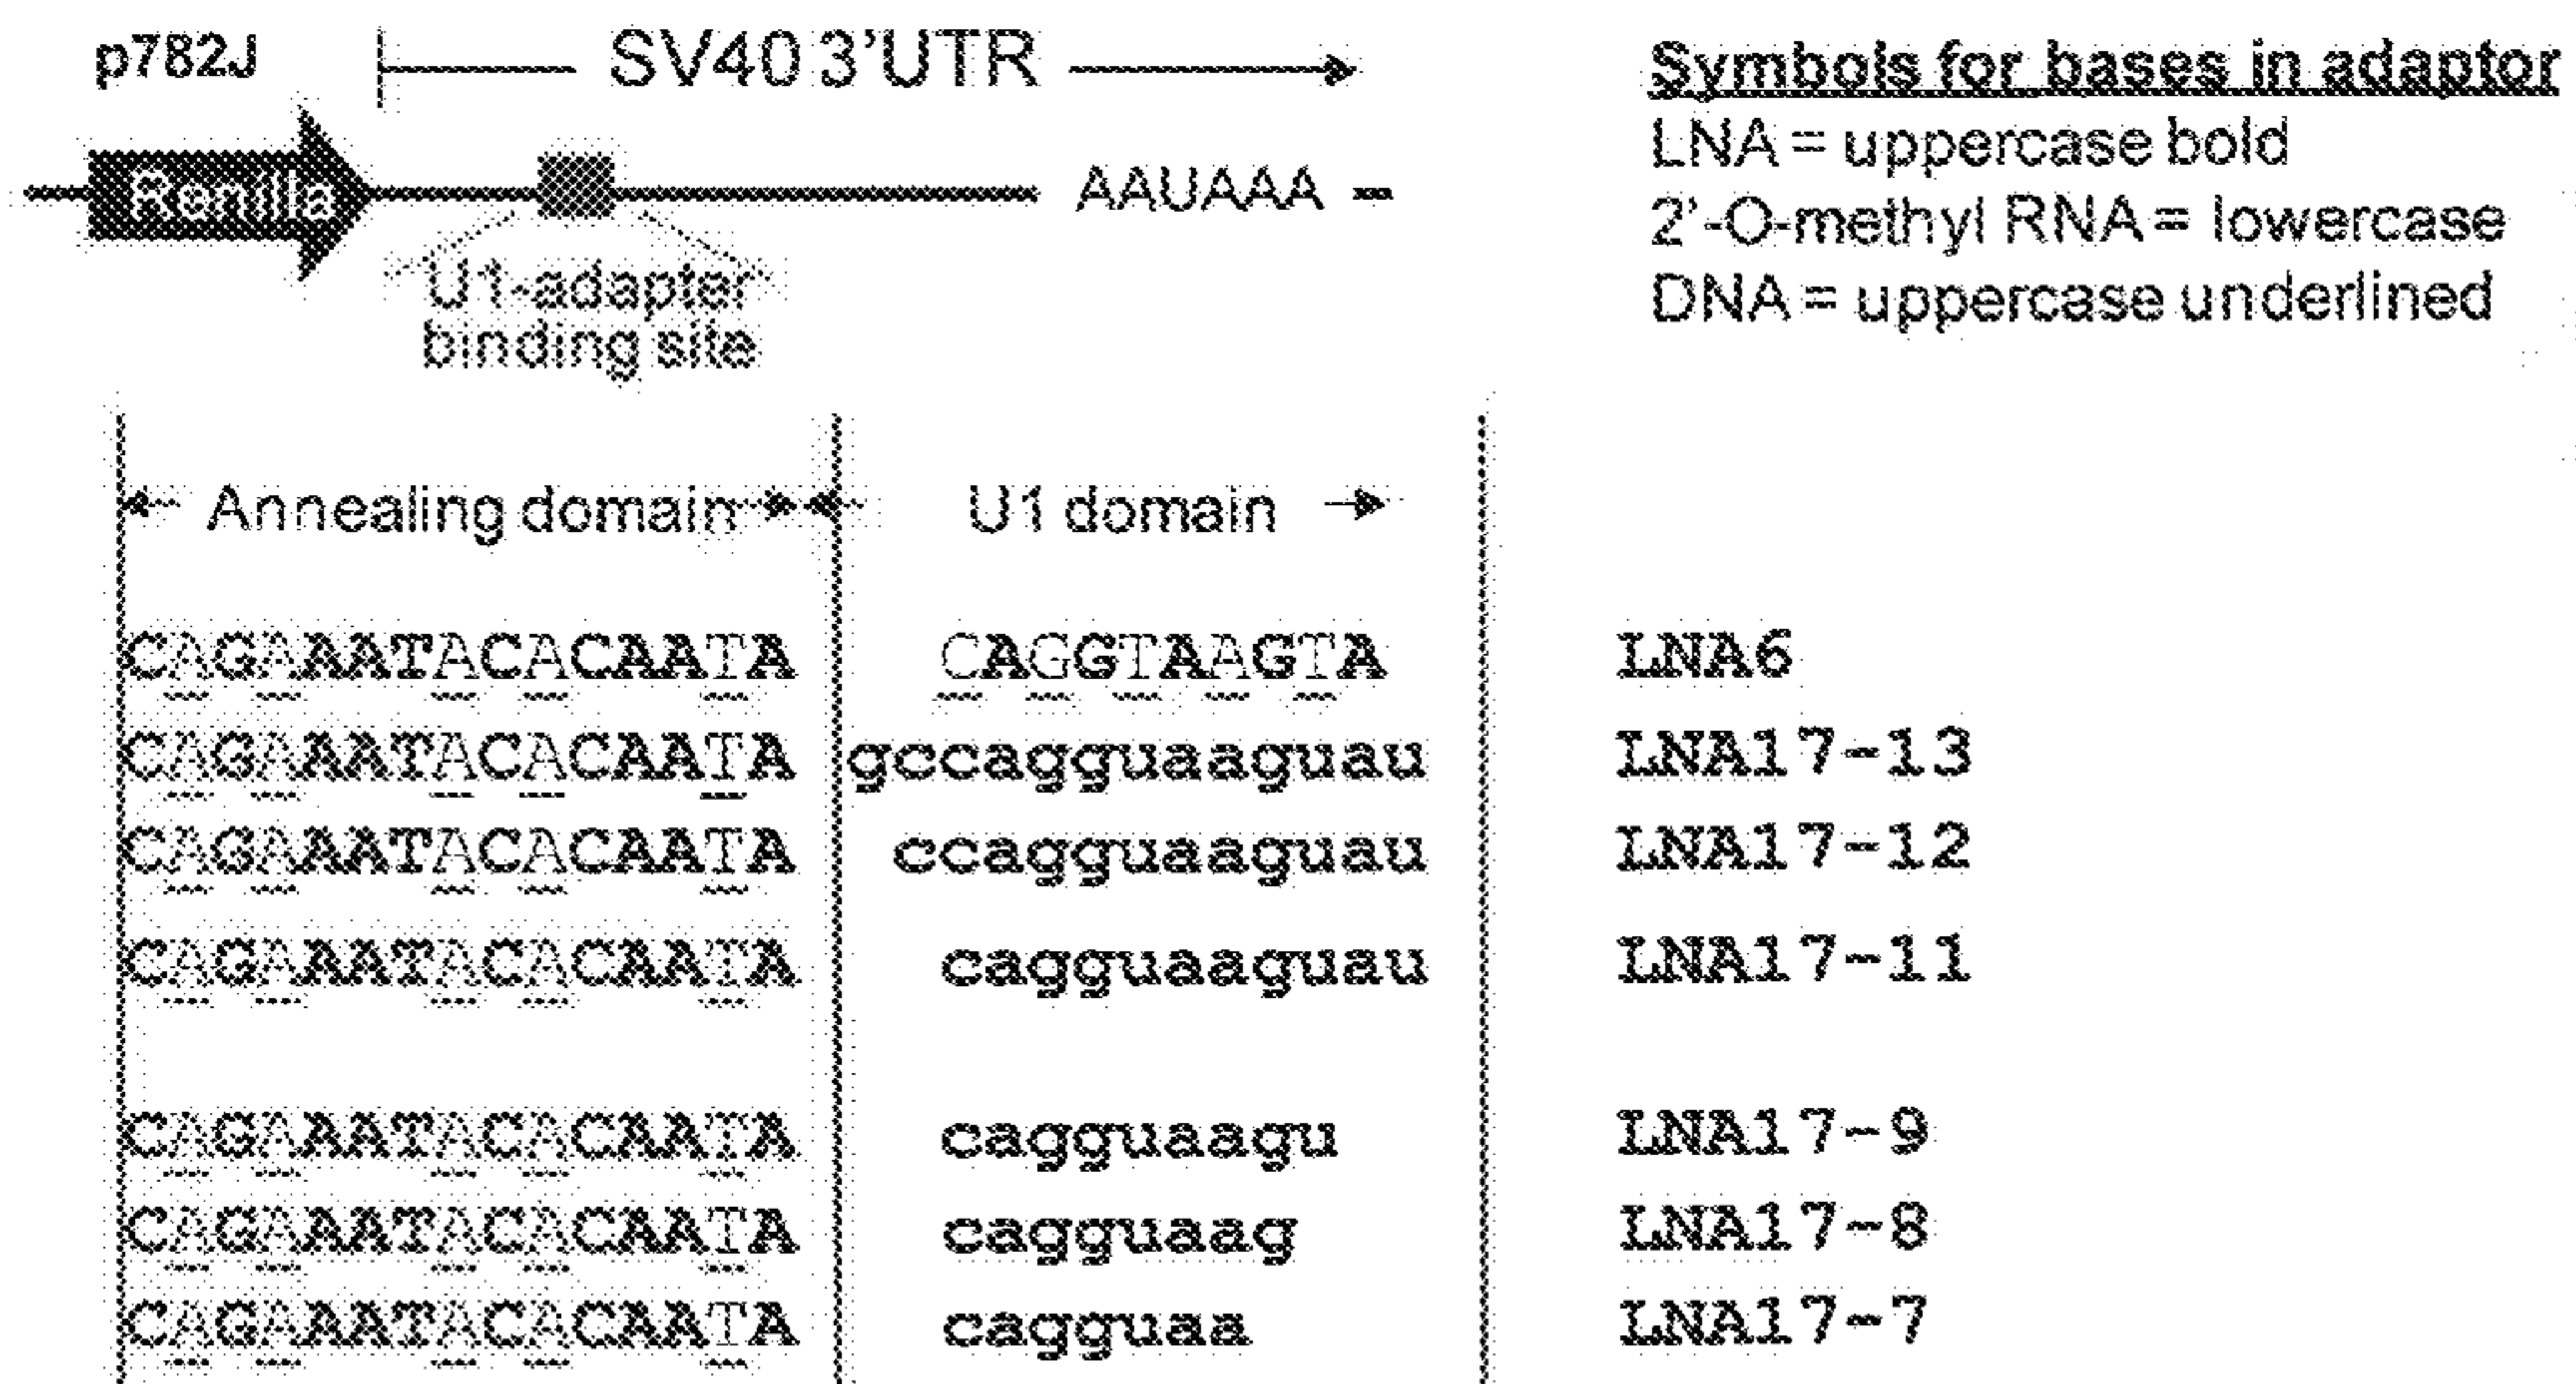 p782J
SV40 3'UTR
Symbols for bases in adaptor
LNA = uppercase bold
2'-O-methyl RNA = lowercase
DNA = uppercase underlined
Renilla
AAUAAA
U1-adapter
binding site
Annealing domain
U1 domain
CAGAAATACACAATA CAGGTAAGTA LNA6
CAGAAATACACAATA gccagguaaguau LNA17-13
CAGAAATACACAATA ccagguaaguau LNA17-12
CAGAAATACACAATA cagguaaguau LNA17-11
CAGAAATACACAATA cagguaagu LNA17-9
CAGAAATACACAATA cagguaag LNA17-8
CAGAAATACACAATA cagguaa LNA17-7